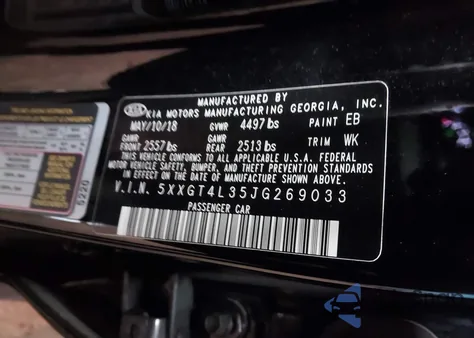 MANUFACTURED BY
KIA KIA MOTORS MANUFACTURING GEORGIA, INC.
MAY/10/18 GVWR 4497 lbs PAINT EB
GAWR GAWR
FRONT 2557 lbs REAR 2513 lbs TRIM WK
THIS VEHICLE CONFORMS TO ALL APPLICABLE U.S.A. FEDERAL
MOTOR VEHICLE SAFETY, BUMPER, AND THEFT PREVENTION STANDARDS
IN EFFECT ON THE DATE OF MANUFACTURE SHOWN ABOVE.
V.I.N. 5XXGT4L35JG269033
PASSENGER CAR
5220